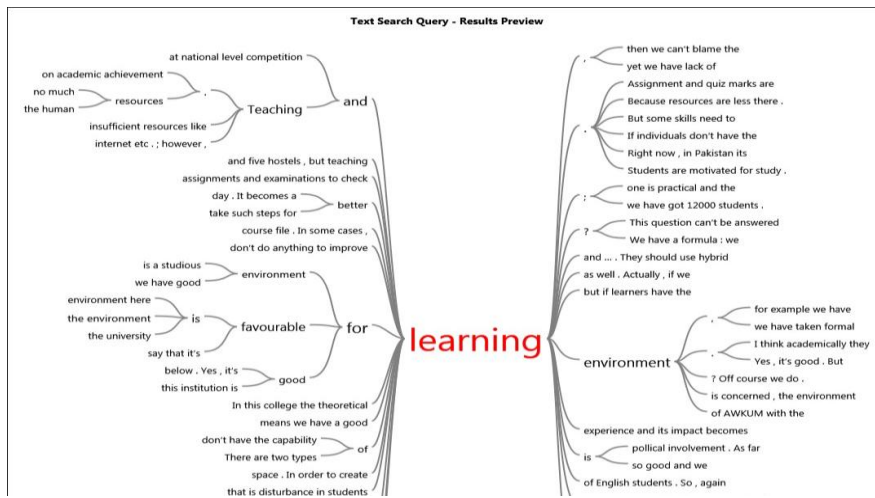 Text Search Query - Results Preview
at national level competition
on academic achievement
no much
the human
resources
.
insufficient resources like
internet etc . ; however ,
Teaching
and
and five hostels , but teaching
assignments and examinations to check
day . It becomes a
take such steps for
better
course file . In some cases ,
don't do anything to improve
is a studious
we have good
environment
environment here
the environment
the university
is
say that it's
favourable
below . Yes , it's
this institution is
good
for
In this college the theoretical
means we have a good
don't have the capability
There are two types
of
space . In order to create
that is disturbance in students
learning
,
then we can't blame the
yet we have lack of
.
Assignment and quiz marks are
Because resources are less there .
But some skills need to
If individuals don't have the
Right now , in Pakistan its
Students are motivated for study .
;
one is practical and the
we have got 12000 students .
?
This question can't be answered
We have a formula : we
and ... . They should use hybrid
as well . Actually , if we
but if learners have the
environment
,
for example we have
we have taken formal
.
I think academically they
Yes , it's good . But
? Off course we do .
is concerned , the environment
of AWKUM with the
experience and its impact becomes
is
pollical involvement . As far
so good and we
of English students . So , again